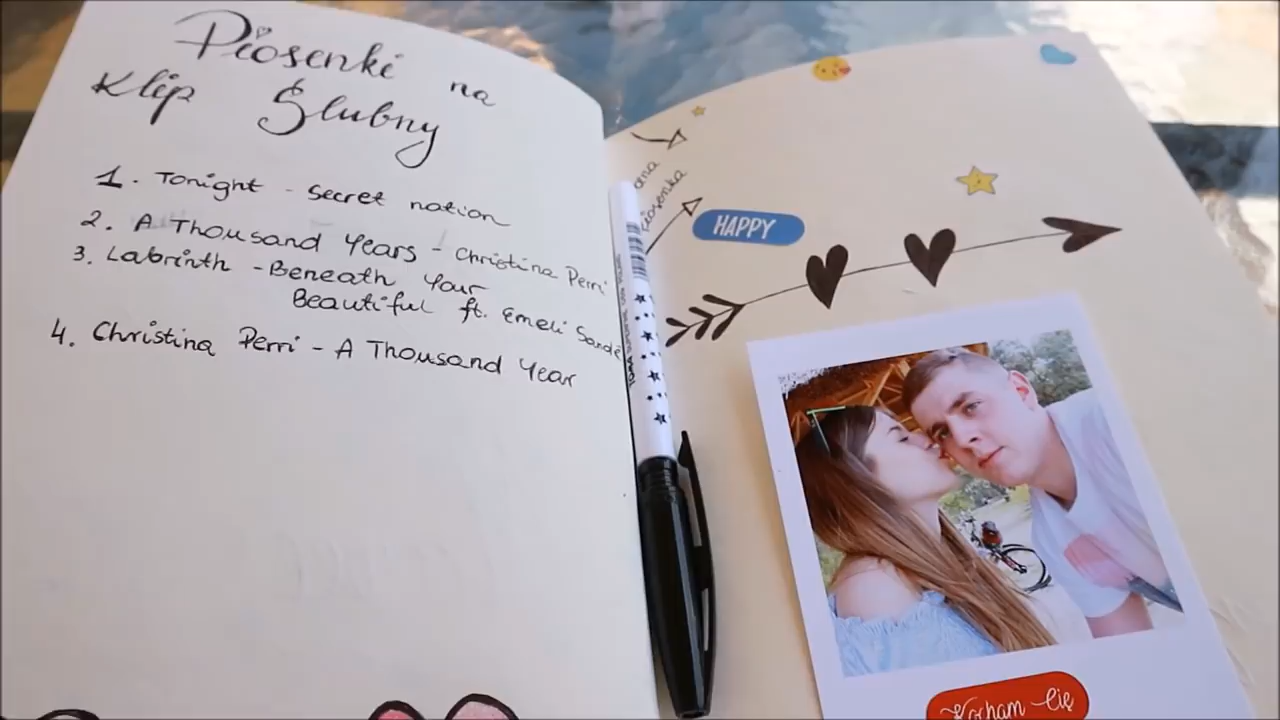 Piosenki na
Klip Ślubny
1. Tonight - Secret nation
2. A Thousand Years - Christina Perri
3. Labrinth - Beneath Your
Beautiful ft. Emeli Sandé
4. Christina Perri - A Thousand Year
piosenka
HAPPY
Kocham Cię